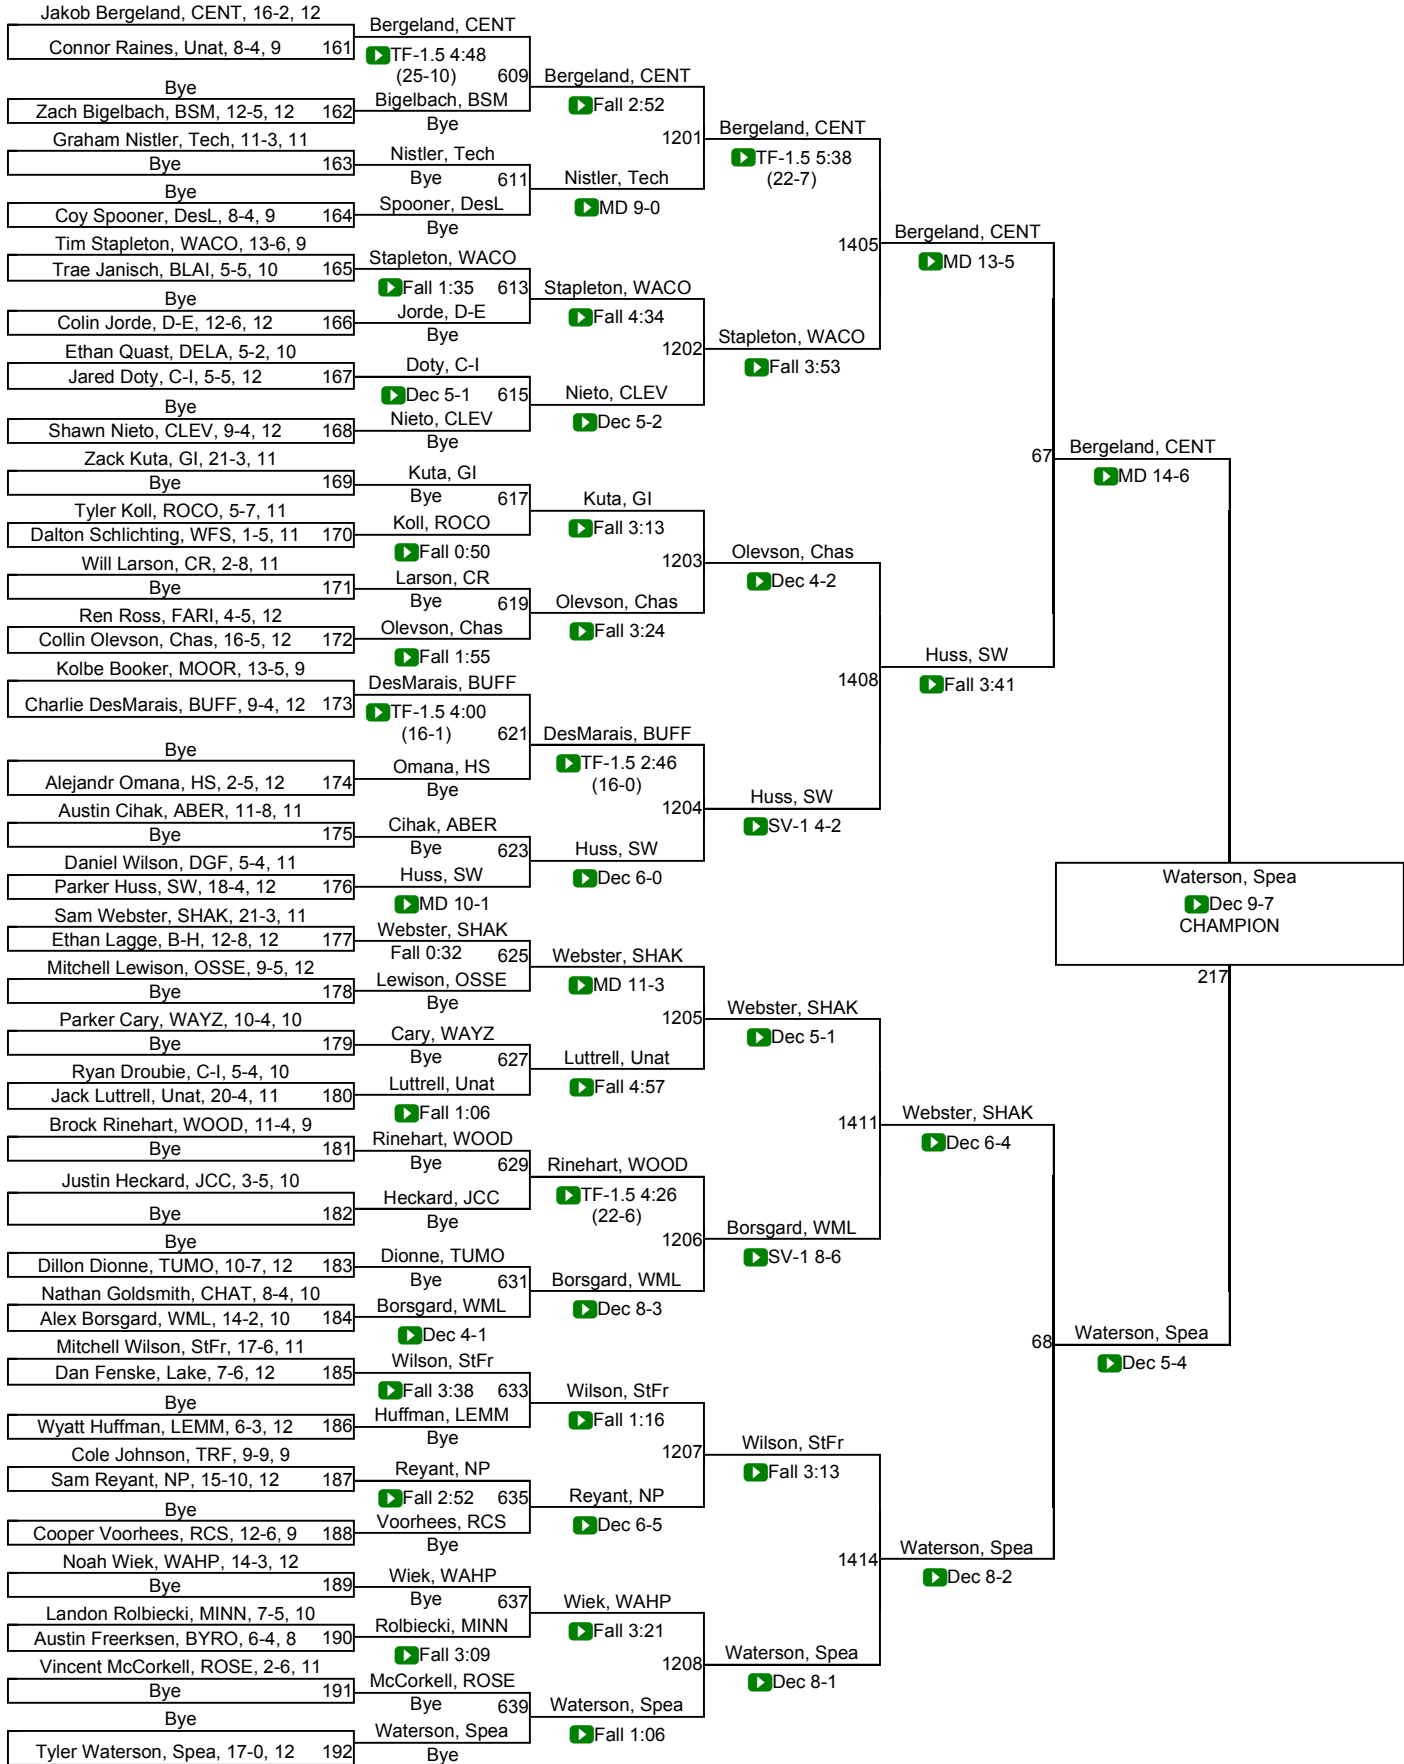 Jakob Bergeland, CENT, 16-2, 12
Connor Raines, Unat, 8-4, 9 161
Bye
Zach Bigelbach, BSM, 12-5, 12 162
Graham Nistler, Tech, 11-3, 11
Bye 163
Bye
Coy Spooner, DesL, 8-4, 9 164
Tim Stapleton, WACO, 13-6, 9
Trae Janisch, BLAI, 5-5, 10 165
Bye
Colin Jorde, D-E, 12-6, 12 166
Ethan Quast, DELA, 5-2, 10
Jared Doty, C-I, 5-5, 12 167
Bye
Shawn Nieto, CLEV, 9-4, 12 168
Zack Kuta, GI, 21-3, 11
Bye 169
Tyler Koll, ROCO, 5-7, 11
Dalton Schlichting, WFS, 1-5, 11 170
Will Larson, CR, 2-8, 11
Bye 171
Ren Ross, FARI, 4-5, 12
Collin Olevson, Chas, 16-5, 12 172
Kolbe Booker, MOOR, 13-5, 9
Charlie DesMarais, BUFF, 9-4, 12 173
Bye
Alejandr Omana, HS, 2-5, 12 174
Austin Cihak, ABER, 11-8, 11
Bye 175
Daniel Wilson, DGF, 5-4, 11
Parker Huss, SW, 18-4, 12 176
Sam Webster, SHAK, 21-3, 11
Ethan Lagge, B-H, 12-8, 12 177
Mitchell Lewison, OSSE, 9-5, 12
Bye 178
Parker Cary, WAYZ, 10-4, 10
Bye 179
Ryan Droubie, C-I, 5-4, 10
Jack Luttrell, Unat, 20-4, 11 180
Brock Rinehart, WOOD, 11-4, 9
Bye 181
Justin Heckard, JCC, 3-5, 10
Bye 182
Bye
Dillon Dionne, TUMO, 10-7, 12 183
Nathan Goldsmith, CHAT, 8-4, 10
Alex Borsgard, WML, 14-2, 10 184
Mitchell Wilson, StFr, 17-6, 11
Dan Fenske, Lake, 7-6, 12 185
Bye
Wyatt Huffman, LEMM, 6-3, 12 186
Cole Johnson, TRF, 9-9, 9
Sam Reyant, NP, 15-10, 12 187
Bye
Cooper Voorhees, RCS, 12-6, 9 188
Noah Wiek, WAHP, 14-3, 12
Bye 189
Landon Rolbiecki, MINN, 7-5, 10
Austin Freerksen, BYRO, 6-4, 8 190
Vincent McCorkell, ROSE, 2-6, 11
Bye 191
Bye
Tyler Waterson, Spea, 17-0, 12 192
Bergeland, CENT
TF-1.5 4:48
(25-10) 609
Bigelbach, BSM
Bye
Nistler, Tech
Bye 611
Spooner, DesL
Bye
Stapleton, WACO
Fall 1:35 613
Jorde, D-E
Bye
Doty, C-I
Dec 5-1 615
Nieto, CLEV
Bye
Kuta, GI
Bye 617
Koll, ROCO
Fall 0:50
Larson, CR
Bye 619
Olevson, Chas
Fall 1:55
DesMarais, BUFF
TF-1.5 4:00
(16-1) 621
Omana, HS
Bye
Cihak, ABER
Bye 623
Huss, SW
MD 10-1
Webster, SHAK
Fall 0:32 625
Lewison, OSSE
Bye
Cary, WAYZ
Bye 627
Luttrell, Unat
Fall 1:06
Rinehart, WOOD
Bye 629
Heckard, JCC
Bye
Dionne, TUMO
Bye 631
Borsgard, WML
Dec 4-1
Wilson, StFr
Fall 3:38 633
Huffman, LEMM
Bye
Reyant, NP
Fall 2:52 635
Voorhees, RCS
Bye
Wiek, WAHP
Bye 637
Rolbiecki, MINN
Fall 3:09
McCorkell, ROSE
Bye 639
Waterson, Spea
Bye
Bergeland, CENT
Fall 2:52
1201
Nistler, Tech
MD 9-0
Stapleton, WACO
Fall 4:34
1202
Nieto, CLEV
Dec 5-2
Kuta, GI
Fall 3:13
1203
Olevson, Chas
Fall 3:24
DesMarais, BUFF
TF-1.5 2:46
(16-0)
1204
Huss, SW
Dec 6-0
Webster, SHAK
MD 11-3
1205
Luttrell, Unat
Fall 4:57
Rinehart, WOOD
TF-1.5 4:26
(22-6)
1206
Borsgard, WML
Dec 8-3
Wilson, StFr
Fall 1:16
1207
Reyant, NP
Dec 6-5
Wiek, WAHP
Fall 3:21
1208
Waterson, Spea
Fall 1:06
Bergeland, CENT
TF-1.5 5:38
(22-7)
1405
Stapleton, WACO
Fall 3:53
Olevson, Chas
Dec 4-2
1408
Huss, SW
SV-1 4-2
Webster, SHAK
Dec 5-1
1411
Borsgard, WML
SV-1 8-6
Wilson, StFr
Fall 3:13
1414
Waterson, Spea
Dec 8-1
Bergeland, CENT
MD 13-5
67
Huss, SW
Fall 3:41
Webster, SHAK
Dec 6-4
68
Waterson, Spea
Dec 8-2
Bergeland, CENT
MD 14-6
Waterson, Spea
Dec 5-4
Waterson, Spea
Dec 9-7
CHAMPION
217